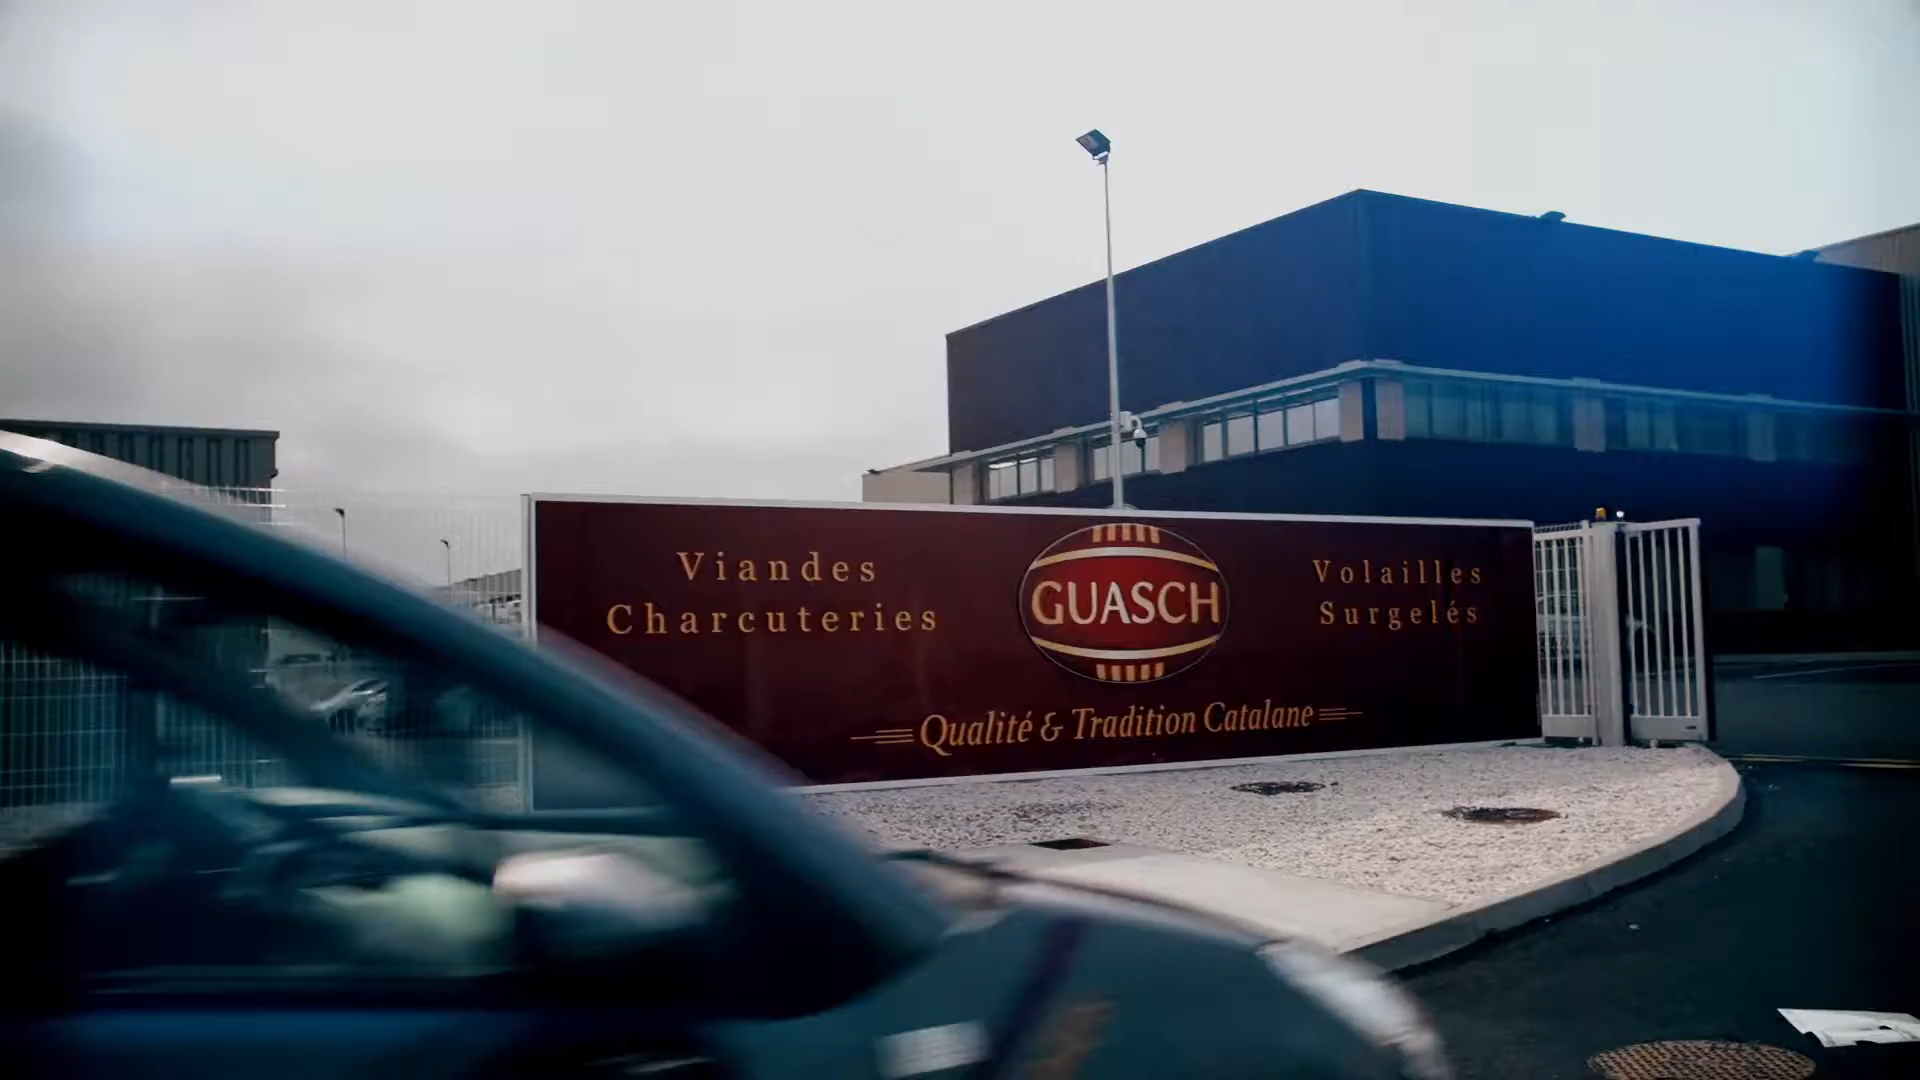 Viandes
Charcuteries
GUASCH
Volailles
Surgelés
Qualité & Tradition Catalane